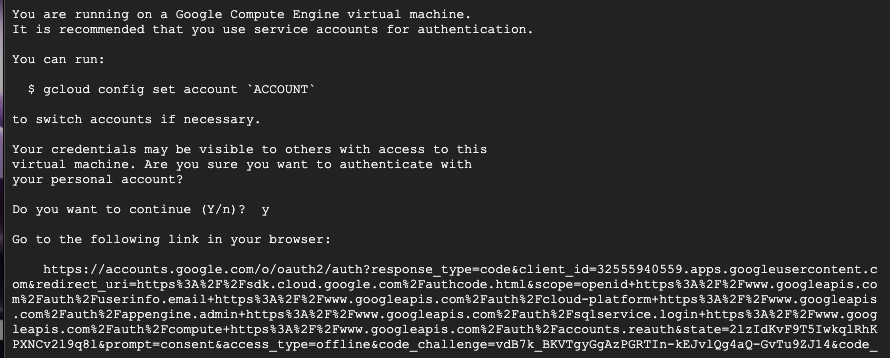 You are running on a Google Compute Engine virtual machine.
It is recommended that you use service accounts for authentication.
You can run:
$ gcloud config set account `ACCOUNT`
to switch accounts if necessary.
Your credentials may be visible to others with access to this
virtual machine. Are you sure you want to authenticate with
your personal account?
Do you want to continue (Y/n)?  y
Go to the following link in your browser:
https://accounts.google.com/o/oauth2/auth?response_type=code&client_id=32555940559.apps.googleusercontent.c
om&redirect_uri=https%3A%2F%2Fsdk.cloud.google.com%2Fauthcode.html&scope=openid+https%3A%2F%2Fwww.googleapis.co
m%2Fauth%2Fuserinfo.email+https%3A%2F%2Fwww.googleapis.com%2Fauth%2Fcloud-platform+https%3A%2F%2Fwww.googleapis
.com%2Fauth%2Fappengine.admin+https%3A%2F%2Fwww.googleapis.com%2Fauth%2Fsqlservice.login+https%3A%2F%2Fwww.goog
leapis.com%2Fauth%2Fcompute+https%3A%2F%2Fwww.googleapis.com%2Fauth%2Faccounts.reauth&state=2lzIdKvF9T5IwkqlRhK
PXNCv2l9q8l&prompt=consent&access_type=offline&code_challenge=vdB7k_BKVTgyGgAzPGRTIn-kEJvlQg4aQ-GvTu9ZJ14&code_